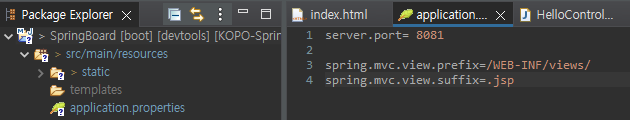 Package Explorer
SpringBoard [boot] [devtools] [KOPO-Sprin
src/main/resources
static
templates
application.properties
index.html
application....
HelloControl...
1 server.port= 8081
2
3 spring.mvc.view.prefix=/WEB-INF/views/
4 spring.mvc.view.suffix=.jsp